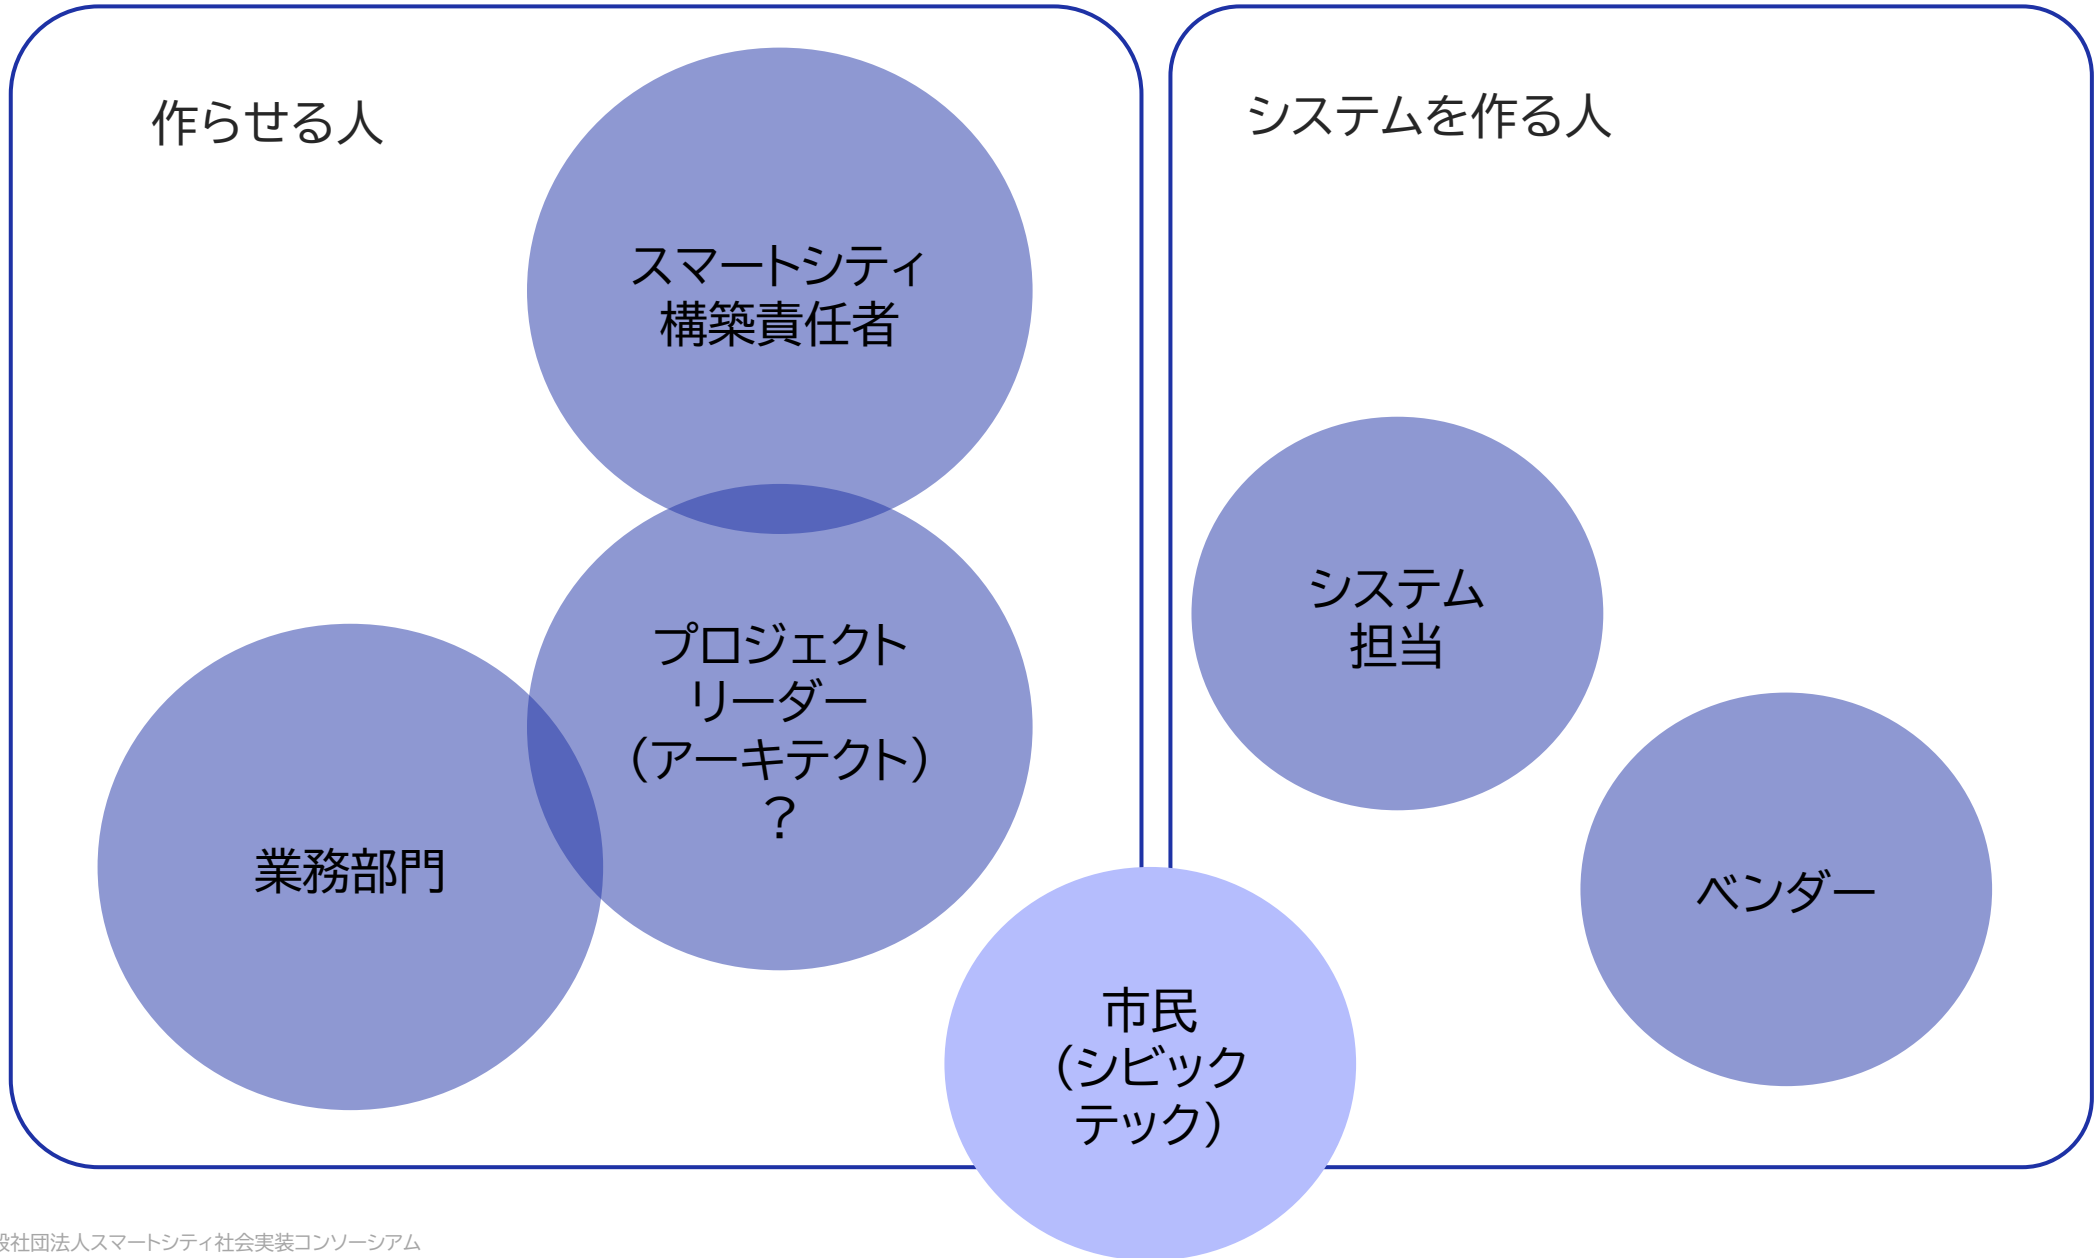 作らせる人
システムを作る人
スマートシティ
構築責任者
システム
担当
プロジェクト
リーダー
（アーキテクト）
？
業務部門
ベンダー
市民
（シビック
テック）
社団法人スマートシティ社会実装コンソーシアム